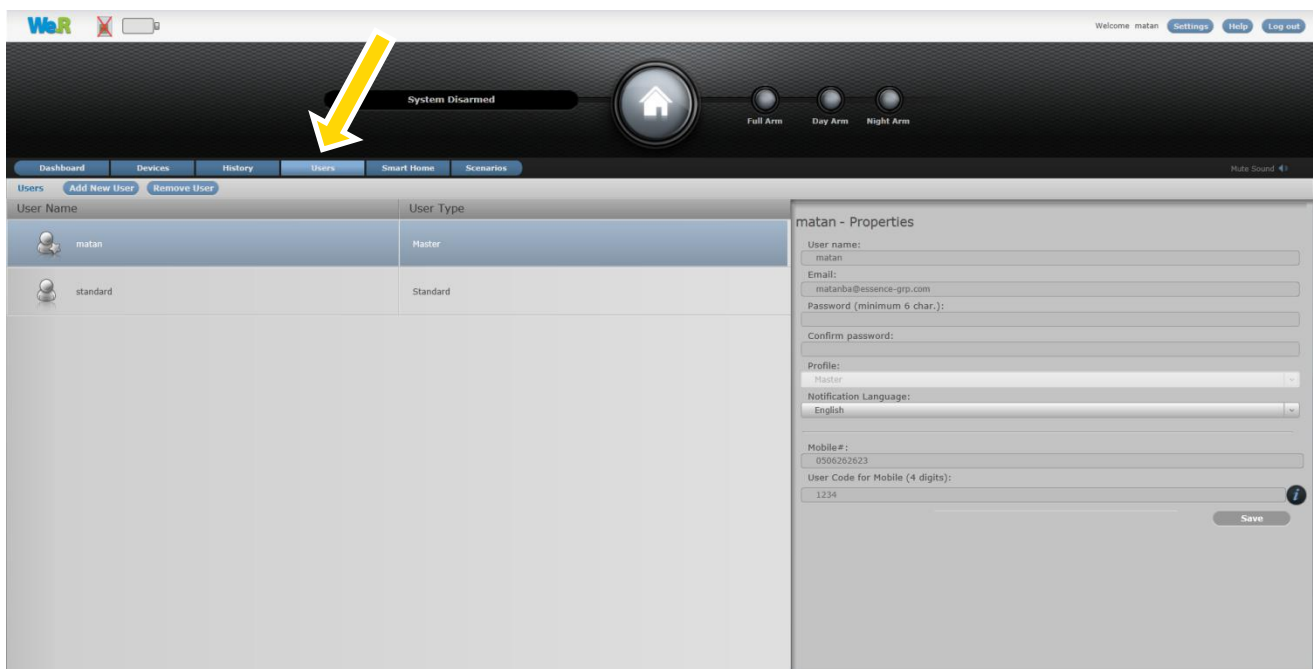 WeR
Welcome matan Settings Help Log out
System Disarmed
Full Arm Day Arm Night Arm
Dashboard Devices History Users Smart Home Scenarios Mute Sound
Users Add New User Remove User
User Name User Type
matan Master
standard Standard
matan - Properties
User name:
matan
Email:
matanba@essence-grp.com
Password (minimum 6 char.):
Confirm password:
Profile:
Master
Notification Language:
English
Mobile#:
0506262623
User Code for Mobile (4 digits):
1234
i
Save